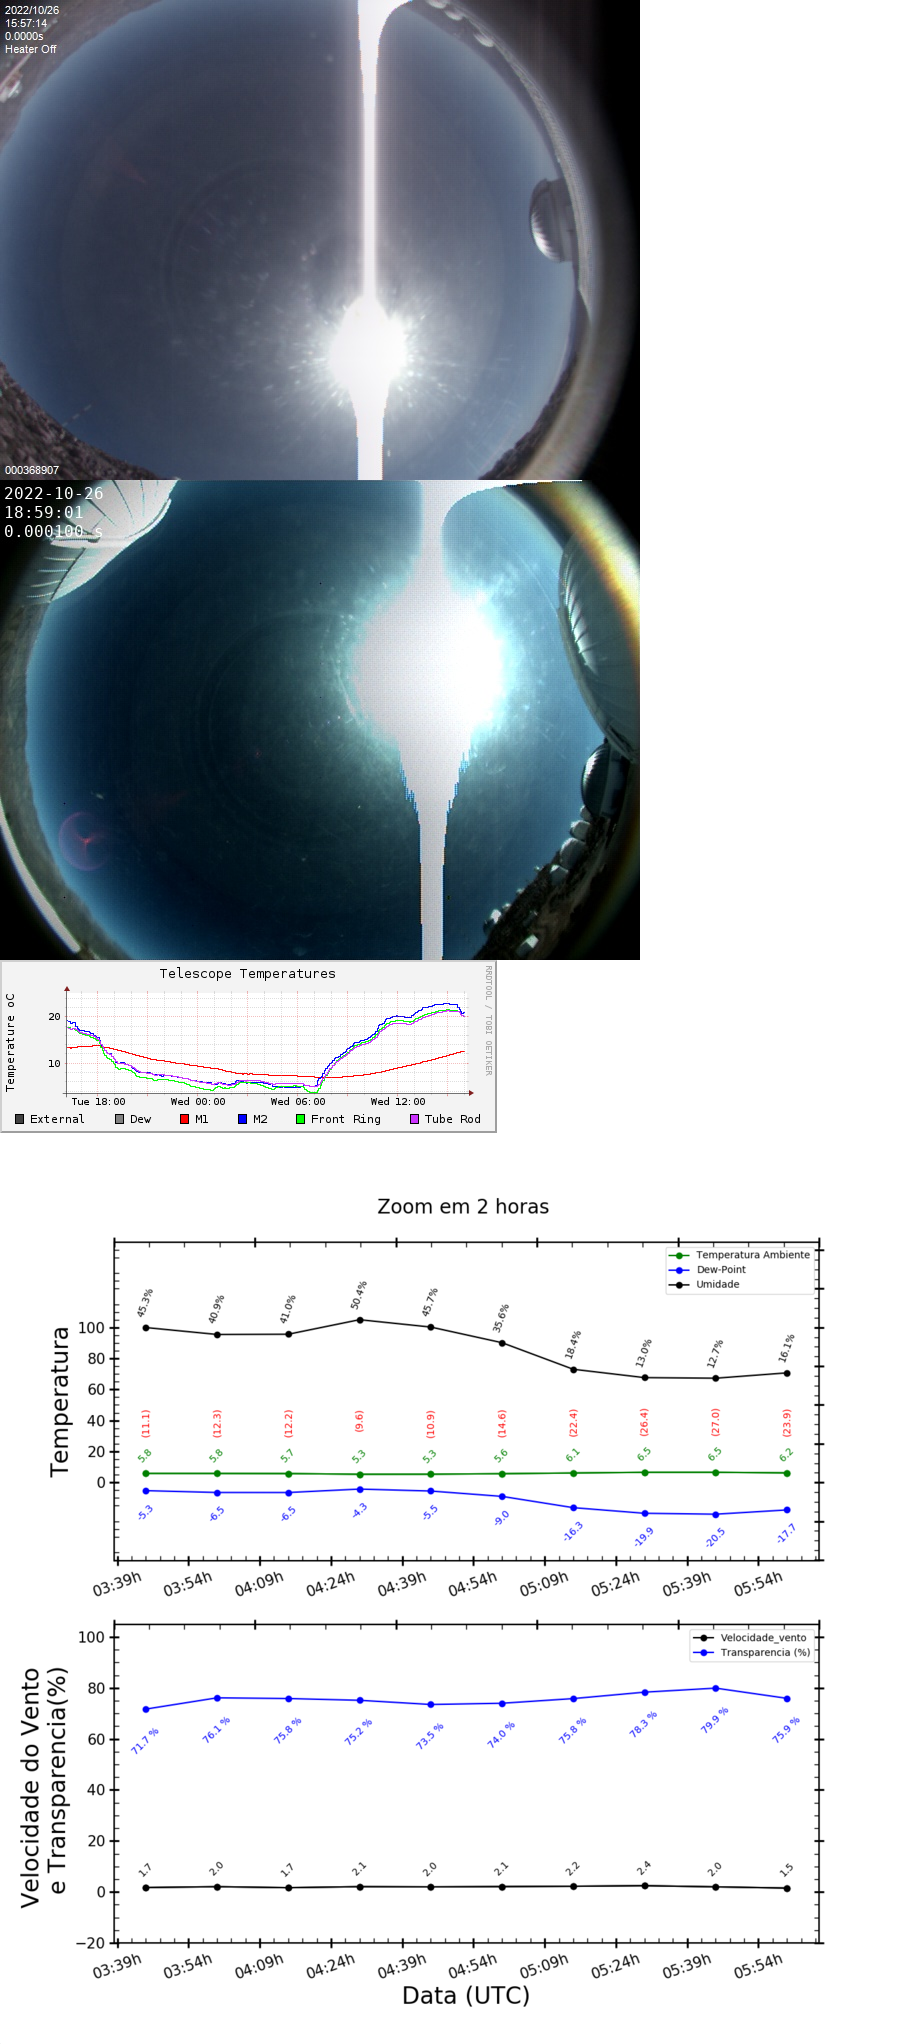 2022/10/26
15:57:14
0.0000s
Heater Off
000368907
2022-10-26
18:59:01
0.000100 s
Telescope Temperatures
RRDTOOL / TOBI OETIKER
Temperature oC
20
10
Tue 18:00 Wed 00:00 Wed 06:00 Wed 12:00
External Dew M1 M2 Front Ring Tube Rod
Zoom em 2 horas
Temperatura Ambiente
Dew-Point
Umidade
Temperatura
100
80
60
40
20
0
45.3% 40.9% 41.0% 50.4% 45.7% 35.6% 18.4% 13.0% 12.7% 16.1%
(11.1) (12.3) (12.2) (9.6) (10.9) (14.6) (22.4) (26.4) (27.0) (23.9)
5.8 5.8 5.7 5.3 5.3 5.6 6.1 6.5 6.5 6.2
-5.3 -6.5 -6.5 -4.3 -5.5 -9.0 -16.3 -19.9 -20.5 -17.7
03:39h 03:54h 04:09h 04:24h 04:39h 04:54h 05:09h 05:24h 05:39h 05:54h
Velocidade_vento
Transparencia (%)
Velocidade do Vento
e Transparencia(%)
100
80
60
40
20
0
−20
71.7 % 76.1 % 75.8 % 75.2 % 73.5 % 74.0 % 75.8 % 78.3 % 79.9 % 75.9 %
1.7 2.0 1.7 2.1 2.0 2.1 2.2 2.4 2.0 1.5
03:39h 03:54h 04:09h 04:24h 04:39h 04:54h 05:09h 05:24h 05:39h 05:54h
Data (UTC)